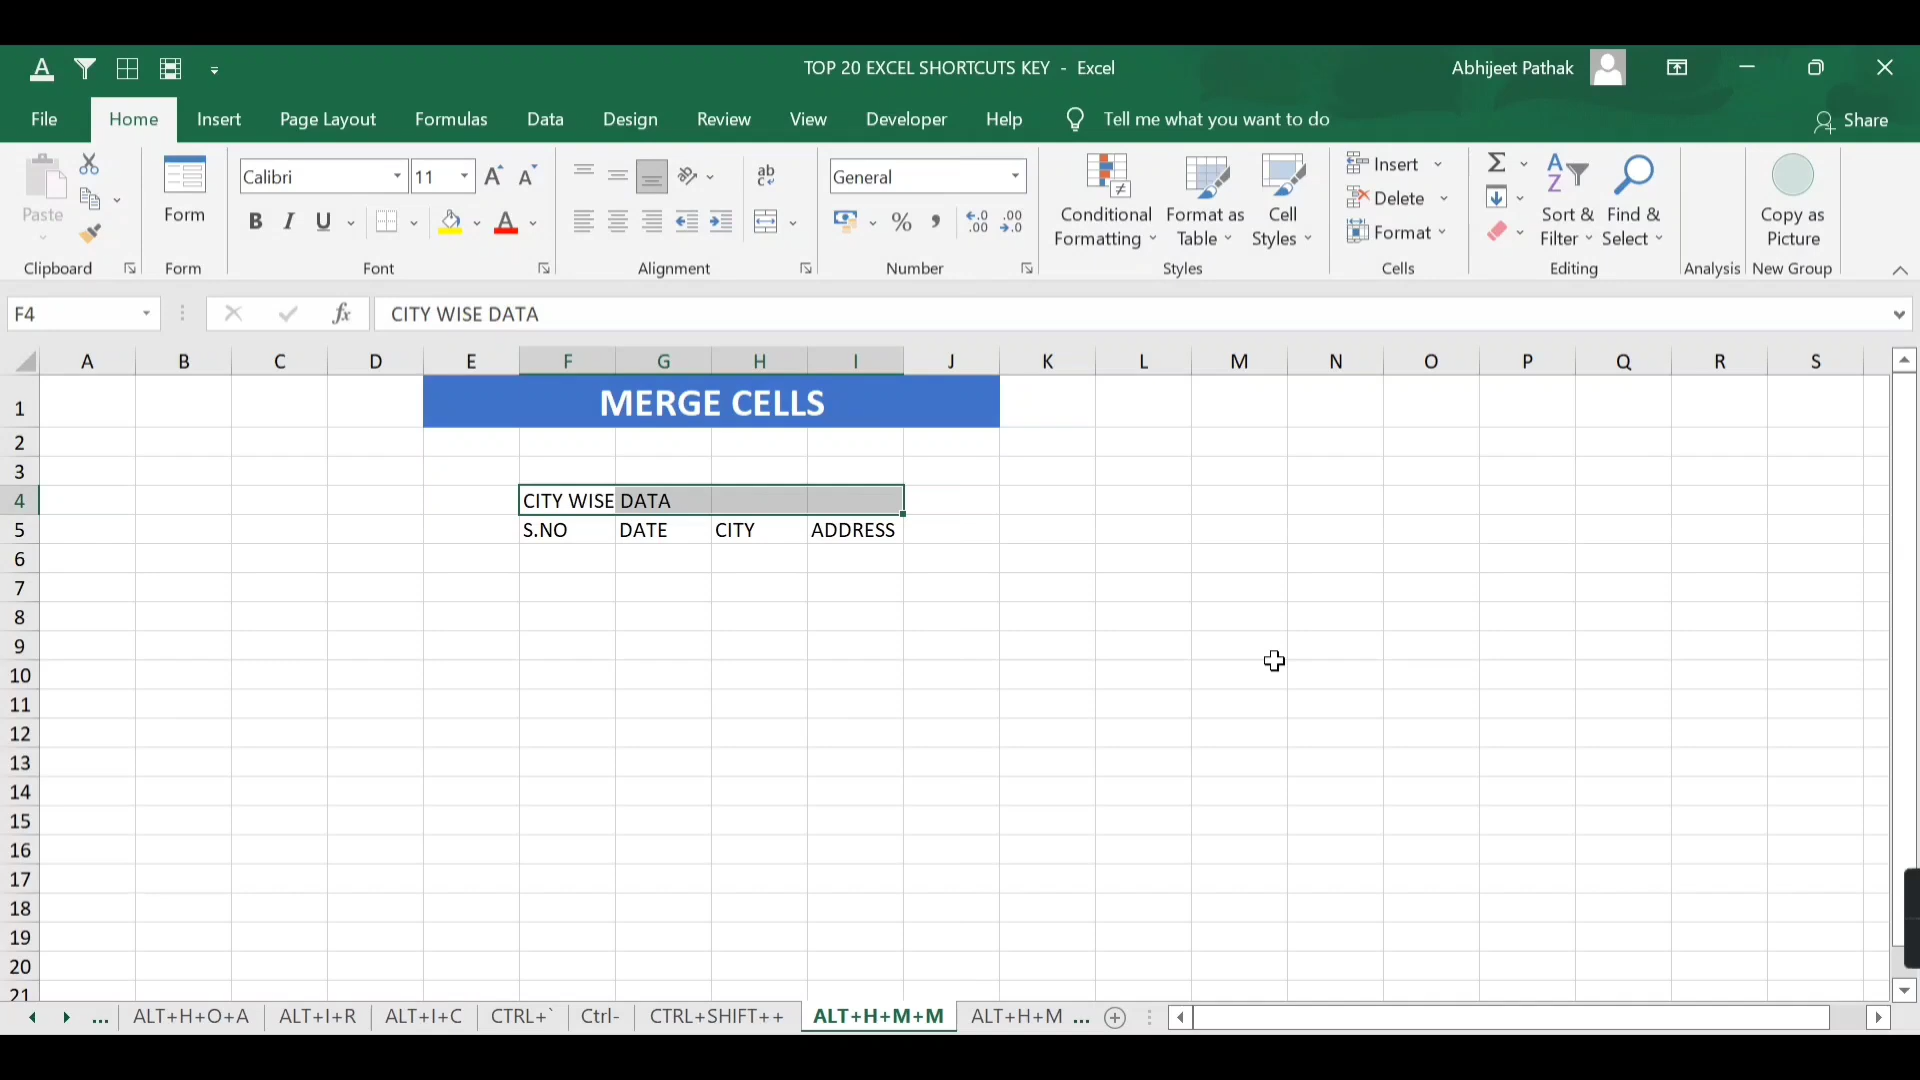 TOP 20 EXCEL SHORTCUTS KEY - Excel
Abhijeet Pathak
File Home Insert Page Layout Formulas Data Design Review View Developer Help Tell me what you want to do Share
Paste
Clipboard
Form
Form
Calibri 11
B I U A
Font
ab
Alignment
General
% ,
Number
Conditional Formatting
Format as Table
Cell Styles
Styles
Insert
Delete
Format
Cells
Sort & Filter
Find & Select
Editing
Analysis
Copy as Picture
New Group
F4 fx CITY WISE DATA
A B C D E F G H I J K L M N O P Q R S
1 MERGE CELLS
2
3
4 CITY WISE DATA
5 S.NO DATE CITY ADDRESS
6
7
8
9
10
11
12
13
14
15
16
17
18
19
20
21
... ALT+H+O+A ALT+I+R ALT+I+C CTRL+` Ctrl- CTRL+SHIFT++ ALT+H+M+M ALT+H+M ...